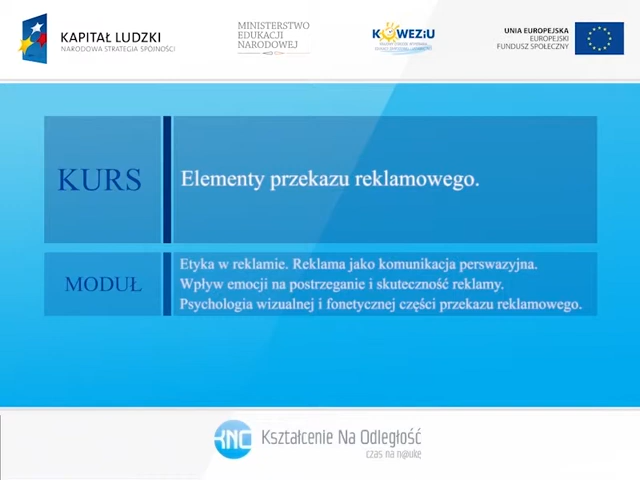 KAPITAŁ LUDZKI
NARODOWA STRATEGIA SPÓJNOŚCI
MINISTERSTWO
EDUKACJI
NARODOWEJ
KOWEZiU
UNIA EUROPEJSKA
EUROPEJSKI
FUNDUSZ SPOŁECZNY
KURS
Elementy przekazu reklamowego.
MODUŁ
Etyka w reklamie. Reklama jako komunikacja perswazyjna.
Wpływ emocji na postrzeganie i skuteczność reklamy.
Psychologia wizualnej i fonetycznej części przekazu reklamowego.
KNO Kształcenie Na Odległość
czas na n@ukę